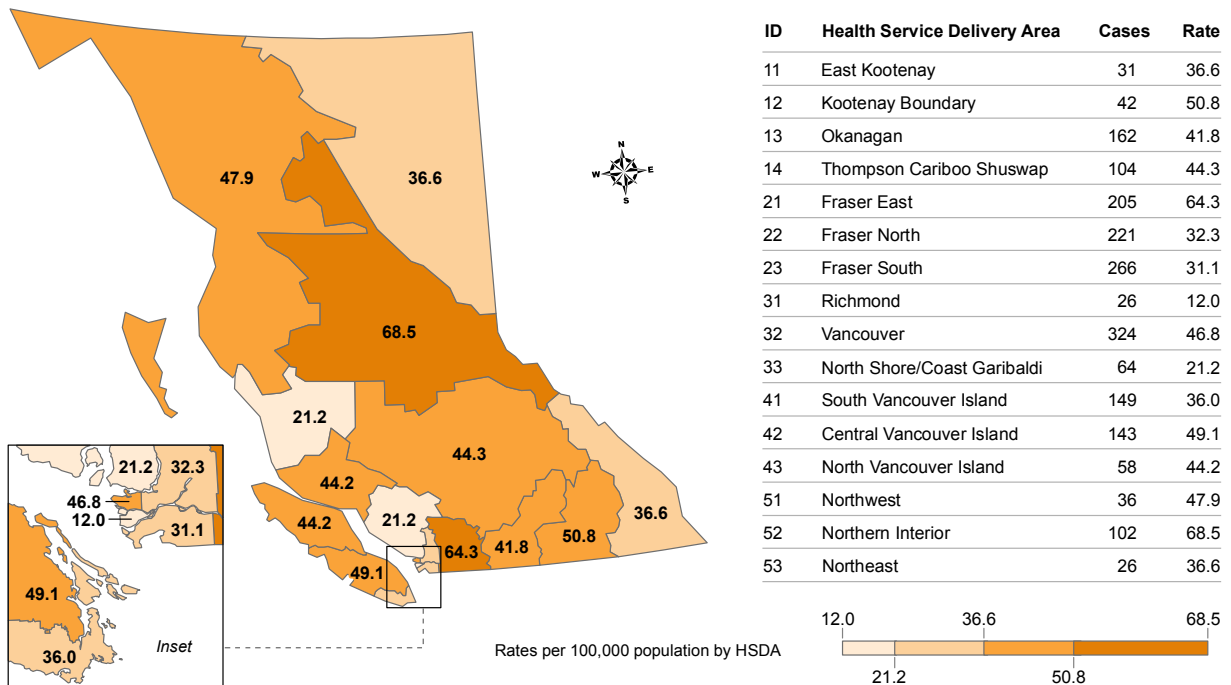 ID Health Service Delivery Area Cases Rate
11 East Kootenay 31 36.6
12 Kootenay Boundary 42 50.8
13 Okanagan 162 41.8
14 Thompson Cariboo Shuswap 104 44.3
21 Fraser East 205 64.3
22 Fraser North 221 32.3
23 Fraser South 266 31.1
31 Richmond 26 12.0
32 Vancouver 324 46.8
33 North Shore/Coast Garibaldi 64 21.2
41 South Vancouver Island 149 36.0
42 Central Vancouver Island 143 49.1
43 North Vancouver Island 58 44.2
51 Northwest 36 47.9
52 Northern Interior 102 68.5
53 Northeast 26 36.6
N
W E
S
47.9
36.6
68.5
21.2
44.3
44.2
44.2
21.2
36.6
64.3
41.8
50.8
49.1
21.2
32.3
46.8
12.0
31.1
49.1
36.0
Inset
Rates per 100,000 population by HSDA
12.0 36.6 68.5
21.2 50.8